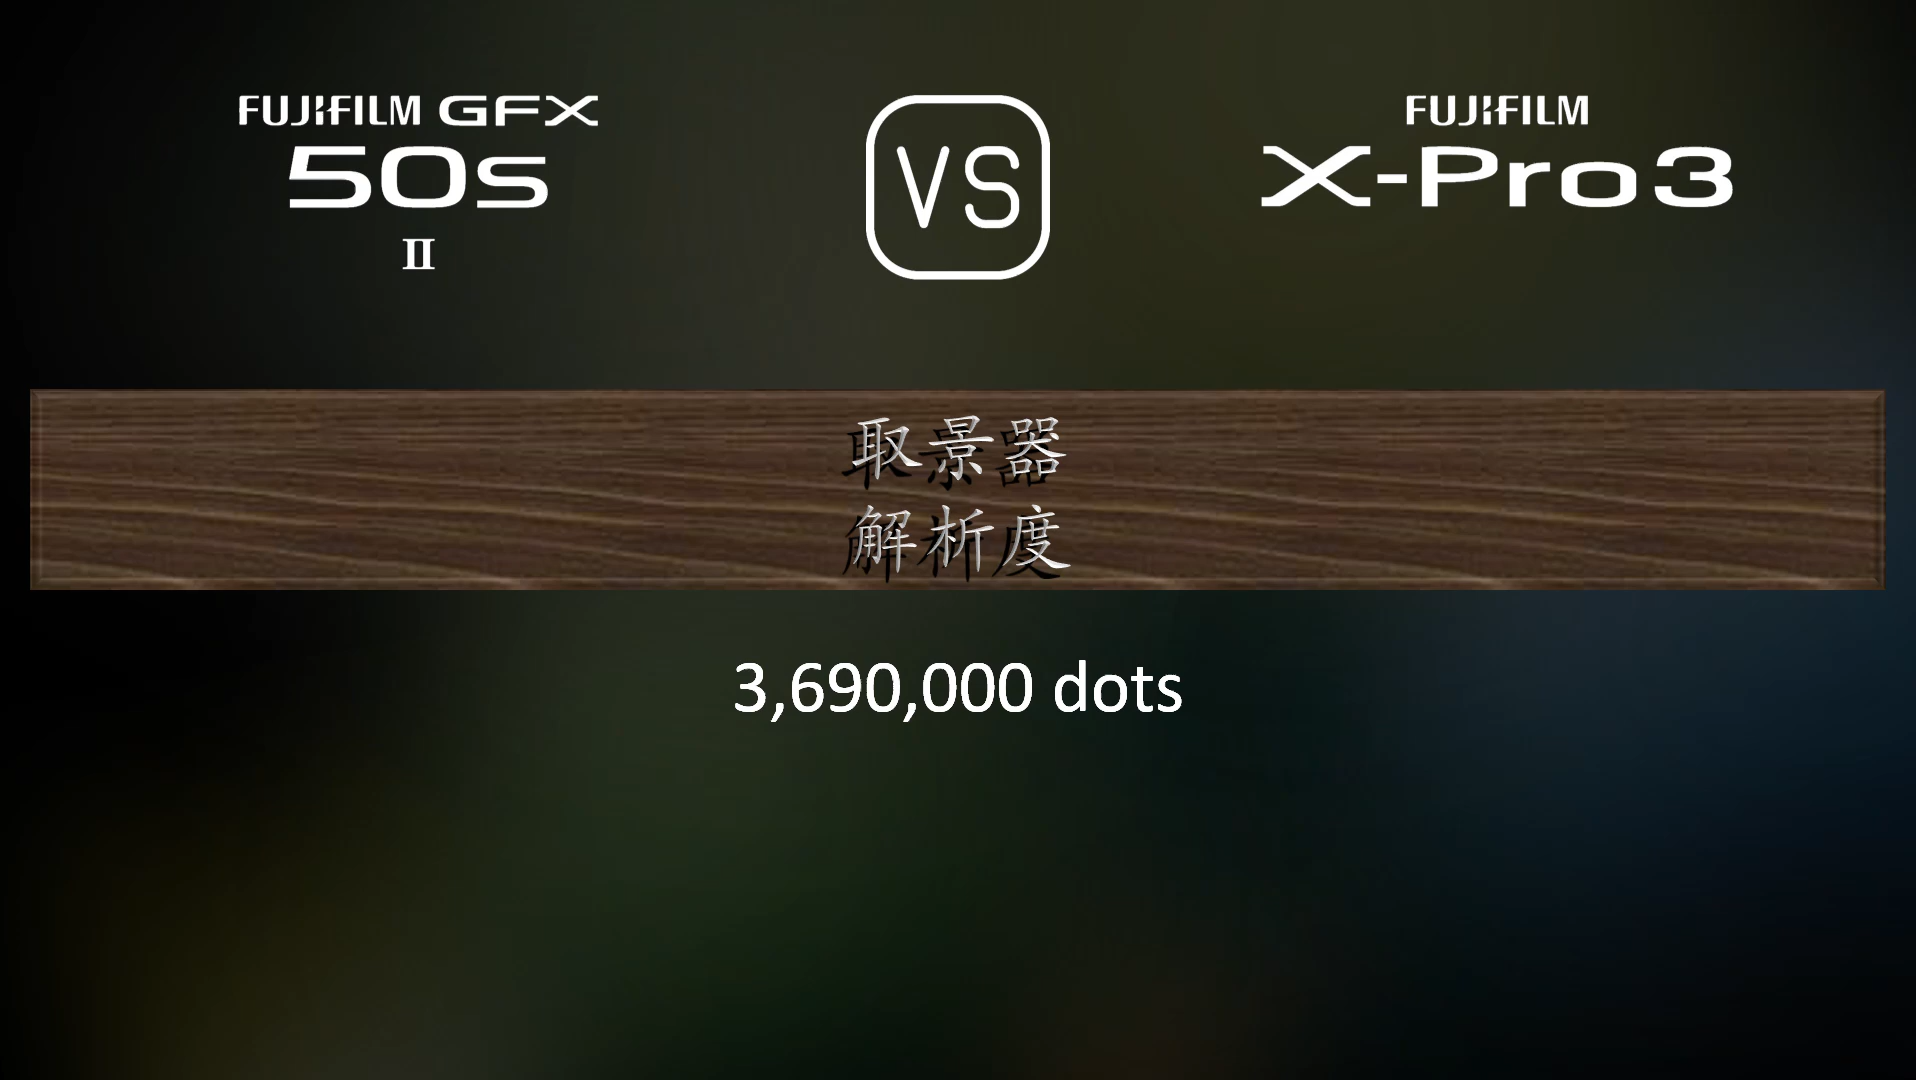 FUJIFILM GFX
50s
II
VS
FUJIFILM
X-Pro3
取景器
解析度
3,690,000 dots